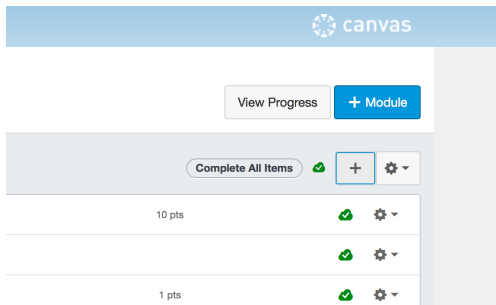 canvas
View Progress
+ Module
Complete All Items
+
10 pts
1 pts